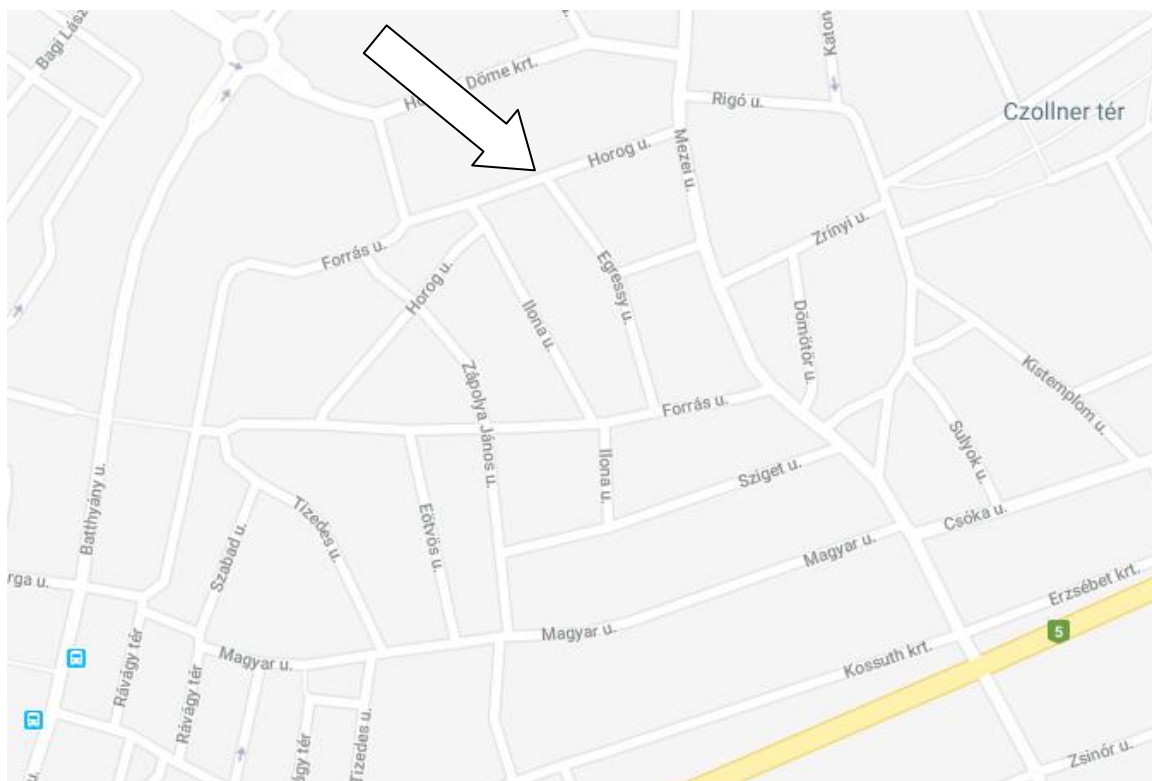 Bagi Lász
Döme krt.
Katon
Rigó u.
Czollner tér
Horog u.
Mezei u.
Zrínyi u.
Forrás u.
Horog u.
Egressy u.
Ilona u.
Dömötör u.
Kistemplom u.
Zápolya János u.
Forrás u.
Sulyok u.
Ilona u.
Sziget u.
Batthyány u.
Tizedes u.
Eötvös u.
Csóka u.
Szabad u.
Magyar u.
rga u.
Erzsébet krt.
5
Magyar u.
Magyar u.
Kossuth krt.
Rávágy tér
Rávágy tér
gy tér
Tizedes u.
Zsinór u.
u.